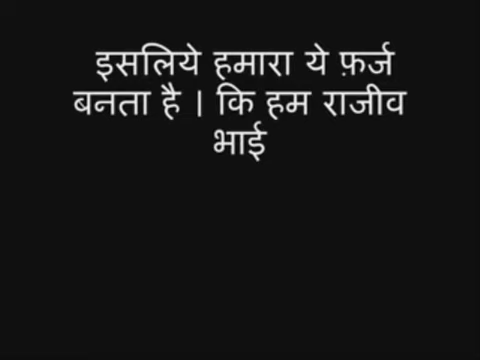 इसलिये हमारा ये फ़र्ज
बनता है । कि हम राजीव
भाई